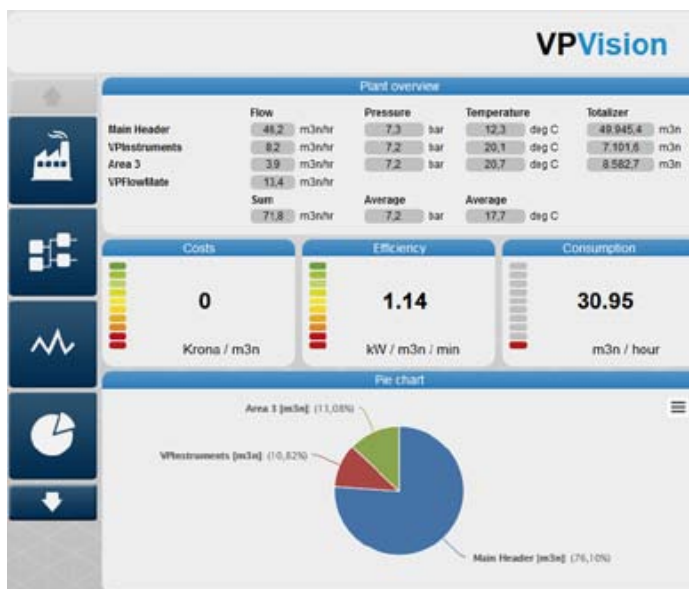 VPVision
Plant overview
Flow Pressure Temperature Totalizer
Main Header 46,2 m3n/hr 7,3 bar 12,3 deg C 49.945,4 m3n
VPInstruments 8,2 m3n/hr 7,2 bar 20,1 deg C 7.101,6 m3n
Area 3 3,9 m3n/hr 7,2 bar 20,7 deg C 8.582,7 m3n
VPFlowMate 13,4 m3n/hr
Sum Average Average
71,8 m3n/hr 7,2 bar 17,7 deg C
Costs Efficiency Consumption
0 1.14 30.95
Krona / m3n kW / m3n / min m3n / hour
Pie chart
Area 3 [m3n]: (11,08%)
VPInstruments [m3n]: (10,82%)
Main Header [m3n]: (76,10%)